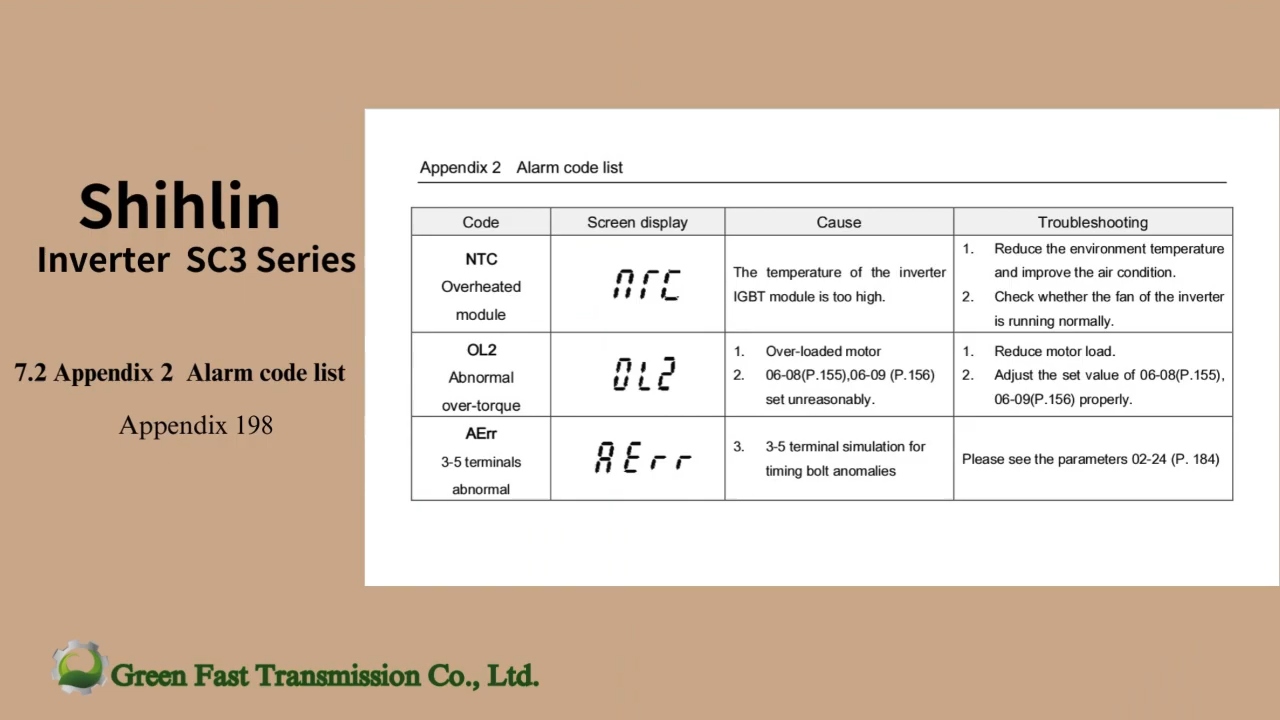 Shihlin
Inverter SC3 Series
7.2 Appendix 2 Alarm code list
Appendix 198
Appendix 2 Alarm code list
Code Screen display Cause Troubleshooting
NTC
Overheated
module
NTC
The temperature of the inverter
IGBT module is too high.
1. Reduce the environment temperature
and improve the air condition.
2. Check whether the fan of the inverter
is running normally.
OL2
Abnormal
over-torque
OL2
1. Over-loaded motor
2. 06-08(P.155),06-09 (P.156)
set unreasonably.
1. Reduce motor load.
2. Adjust the set value of 06-08(P.155),
06-09(P.156) properly.
AErr
3-5 terminals
abnormal
AErr
3. 3-5 terminal simulation for
timing bolt anomalies
Please see the parameters 02-24 (P. 184)
Green Fast Transmission Co., Ltd.